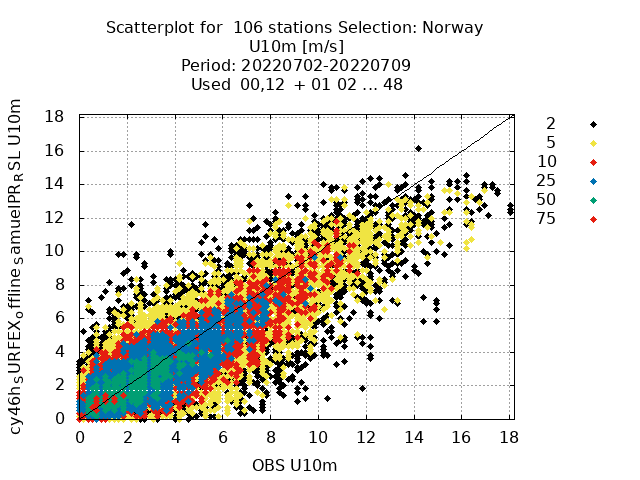 Scatterplot for  106 stations Selection: Norway
U10m [m/s]
Period: 20220702-20220709
Used  00,12  + 01 02 ... 48
cy46h_SURFEX_offline_samuelPR_RSL U10m
18
16
14
12
10
8
6
4
2
0
0 2 4 6 8 10 12 14 16 18
OBS U10m
2
5
10
25
50
75